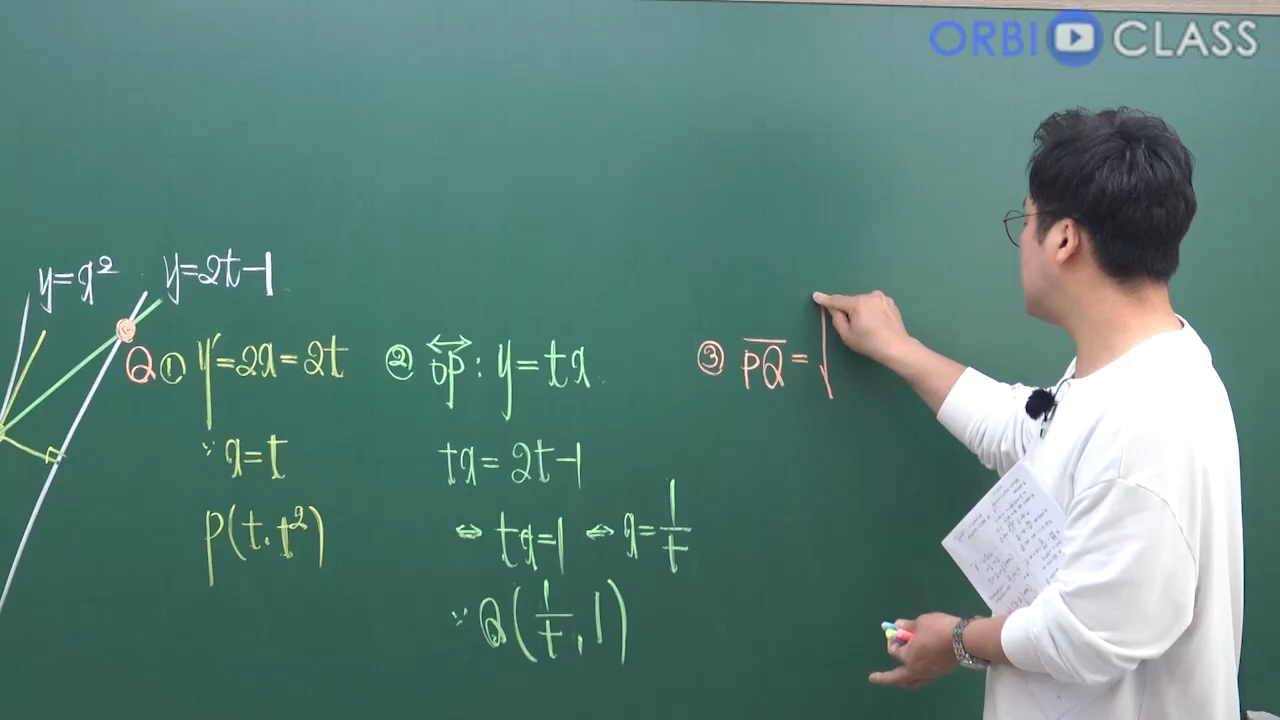 ORBI CLASS
y=x² y=2t-1
Q
① y'=2x=2t
∵ x=t
P(t, t²)
② OP : y=tx
tx=2t-1
⇔ tx=1 ⇔ x=1/t
∵ Q(1/t, 1)
③ PQ = √